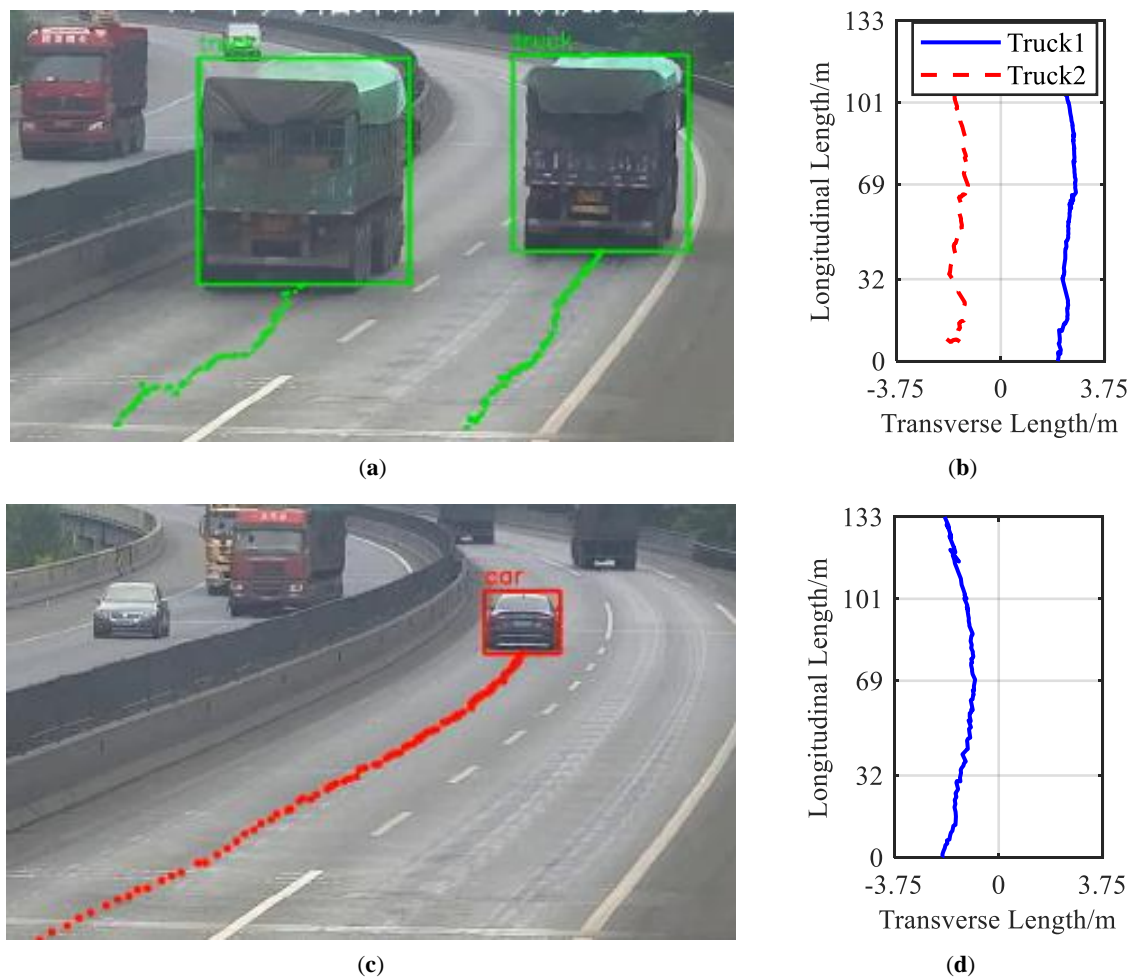 truck
truck
(a)
133
101
69
32
0
Longitudinal Length/m
Truck1
Truck2
-3.75 0 3.75
Transverse Length/m
(b)
car
(c)
133
101
69
32
0
Longitudinal Length/m
-3.75 0 3.75
Transverse Length/m
(d)